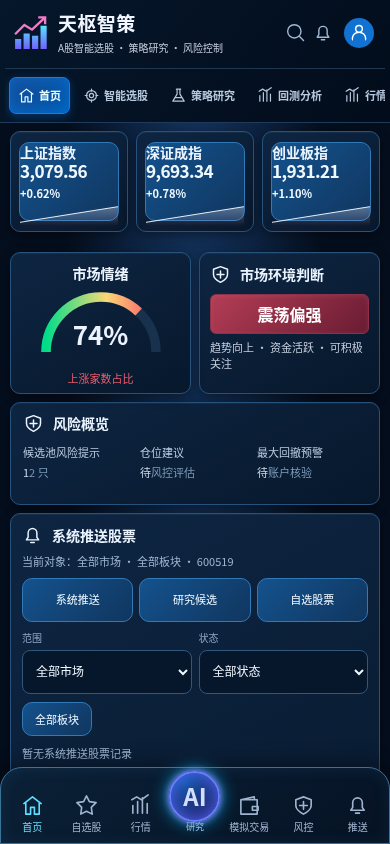 天枢智策
A股智能选股 · 策略研究 · 风险控制
首页 智能选股 策略研究 回测分析 行情
上证指数 深证成指 创业板指
3,079.56 9,693.34 1,931.21
+0.62% +0.78% +1.10%
市场情绪 市场环境判断
74% 震荡偏强
趋势向上 · 资金活跃 · 可积极
关注
上涨家数占比
风险概览
候选池风险提示 仓位建议 最大回撤预警
12 只 待风控评估 待账户核验
系统推送股票
当前对象：全部市场 · 全部板块 · 600519
系统推送 研究候选 自选股票
范围 状态
全部市场 全部状态
全部板块
暂无系统推送股票记录
AI
首页 自选股 行情 研究 模拟交易 风控 推送